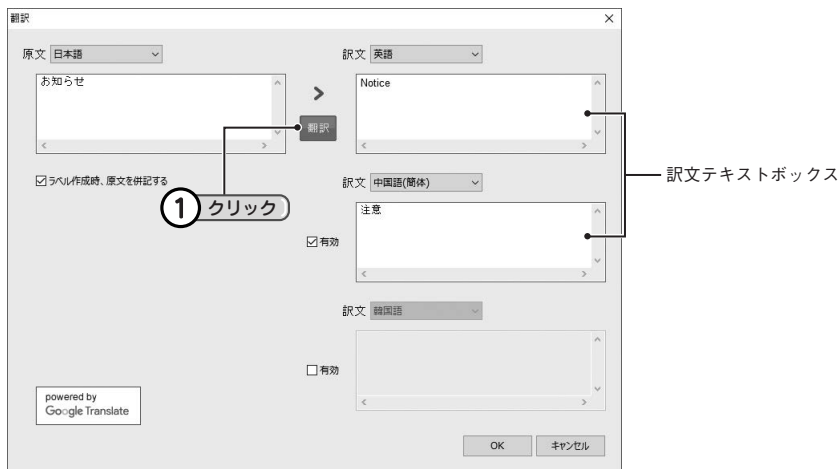 翻訳
原文 日本語
お知らせ
翻訳
ラベル作成時、原文を併記する
① クリック
訳文 英語
Notice
訳文 中国語(簡体)
注意
有効
訳文テキストボックス
訳文 韓国語
有効
powered by
Google Translate
OK キャンセル